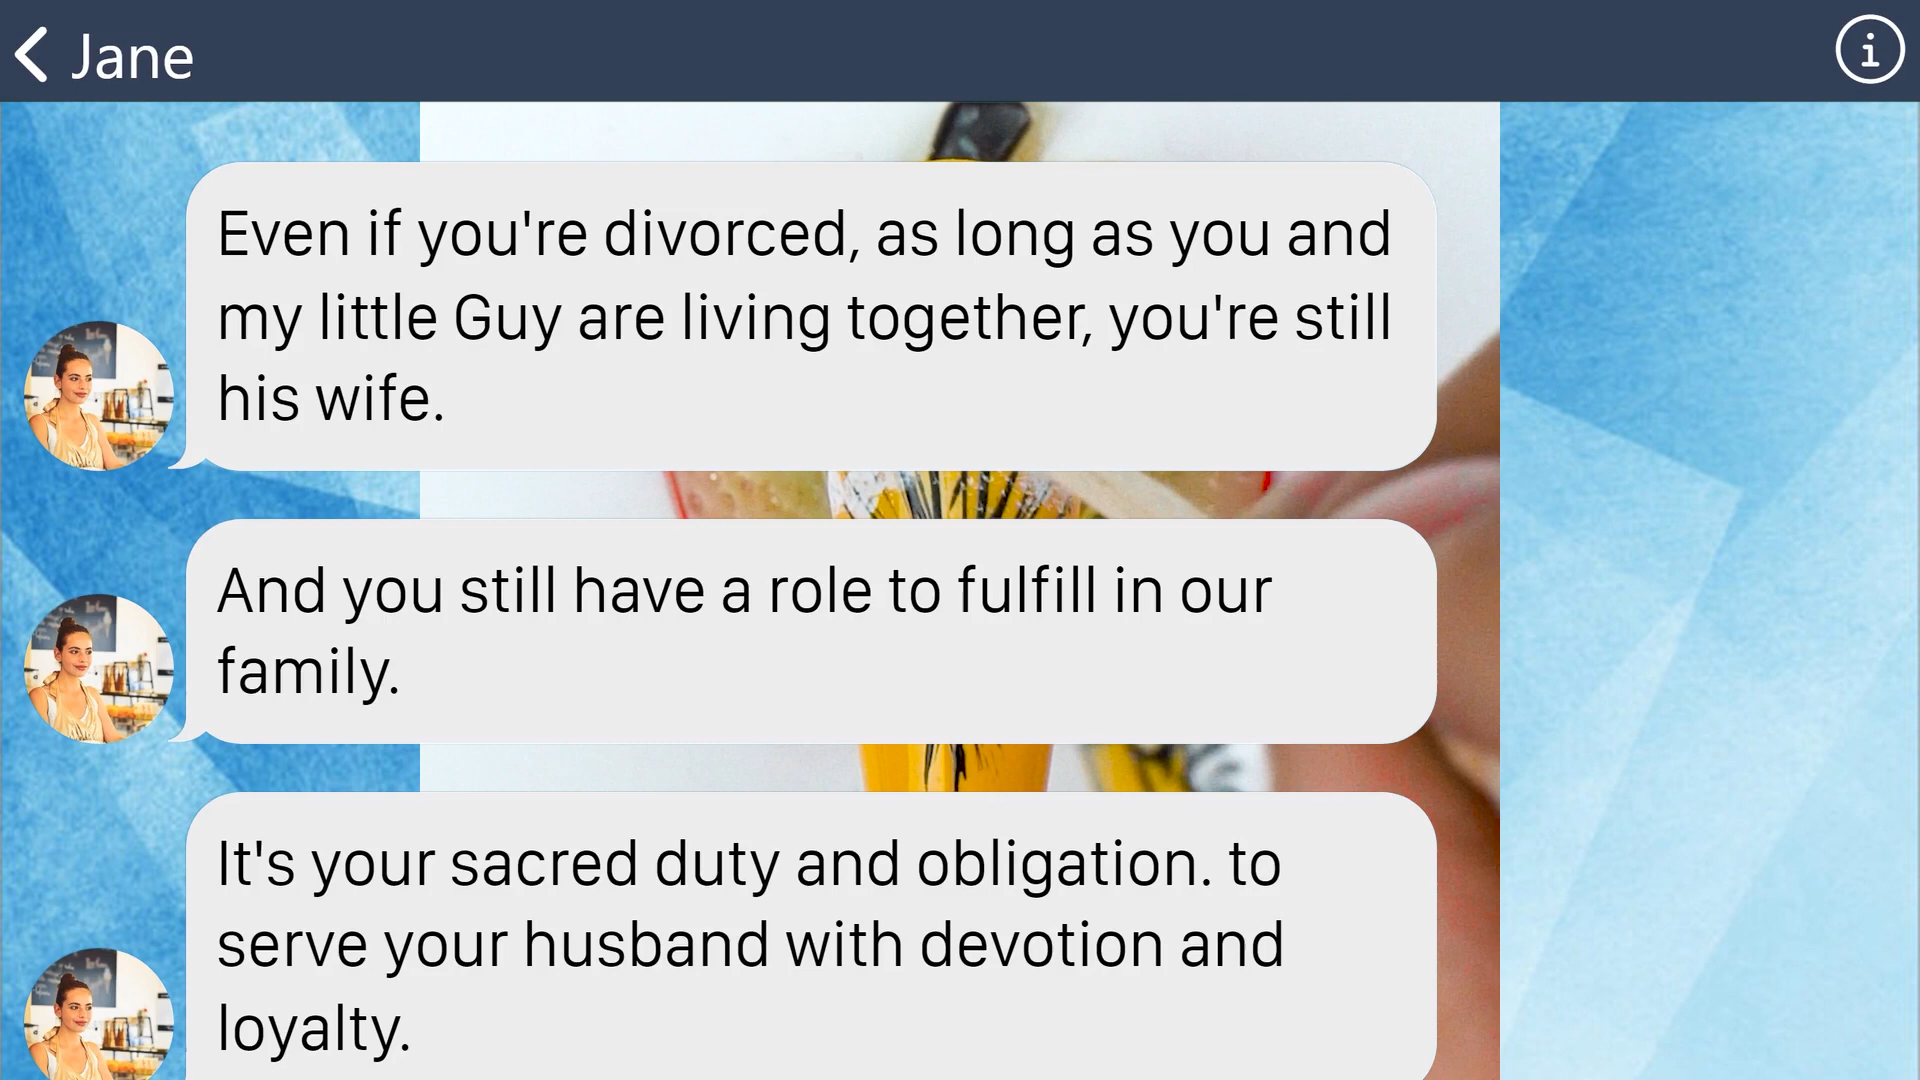 Jane
Even if you're divorced, as long as you and
my little Guy are living together, you're still
his wife.
And you still have a role to fulfill in our
family.
It's your sacred duty and obligation. to
serve your husband with devotion and
loyalty.